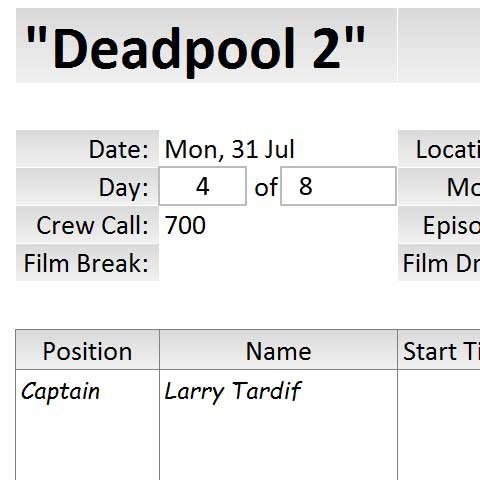 "Deadpool 2"
Date: Mon, 31 Jul Locati
Day: 4 of 8 Mo
Crew Call: 700 Episo
Film Break: Film Dr
Position Name Start Ti
Captain Larry Tardif